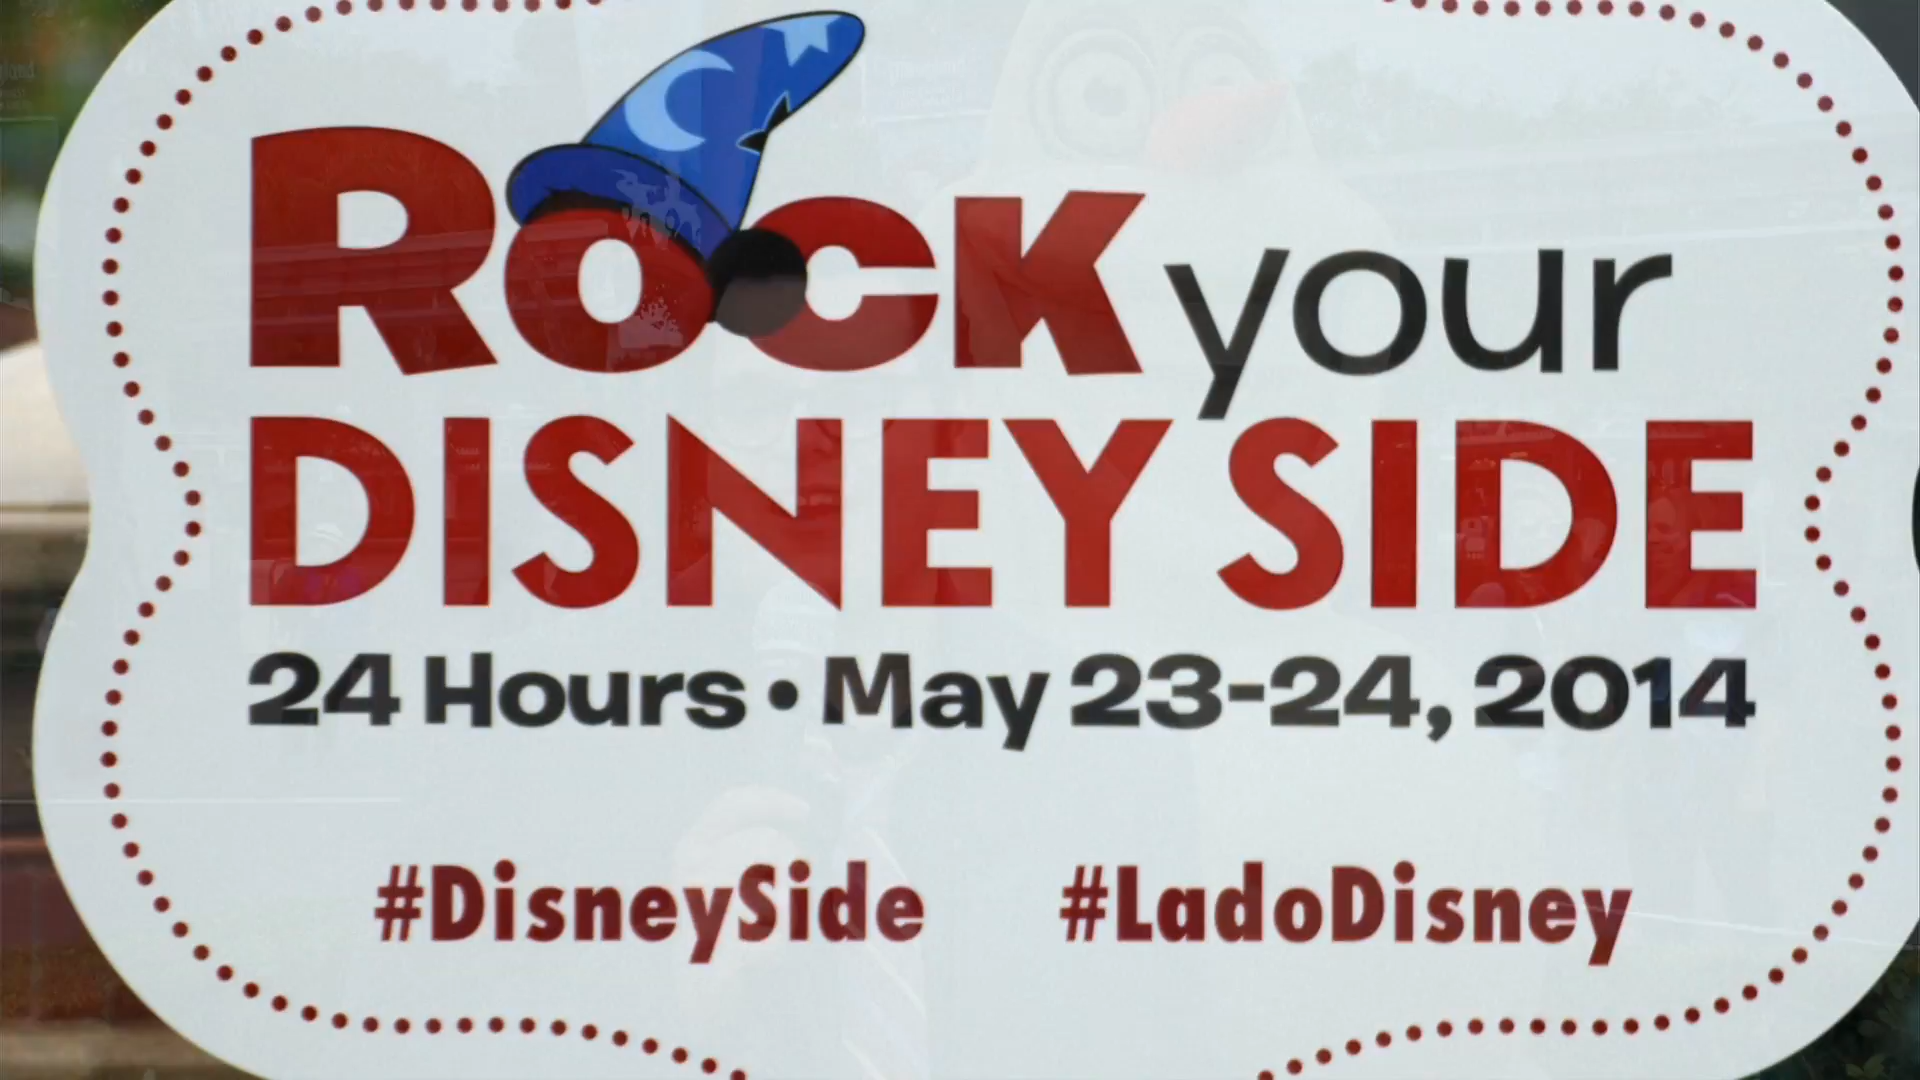 ROCK your
DISNEY SIDE
24 Hours • May 23-24, 2014
#DisneySide #LadoDisney